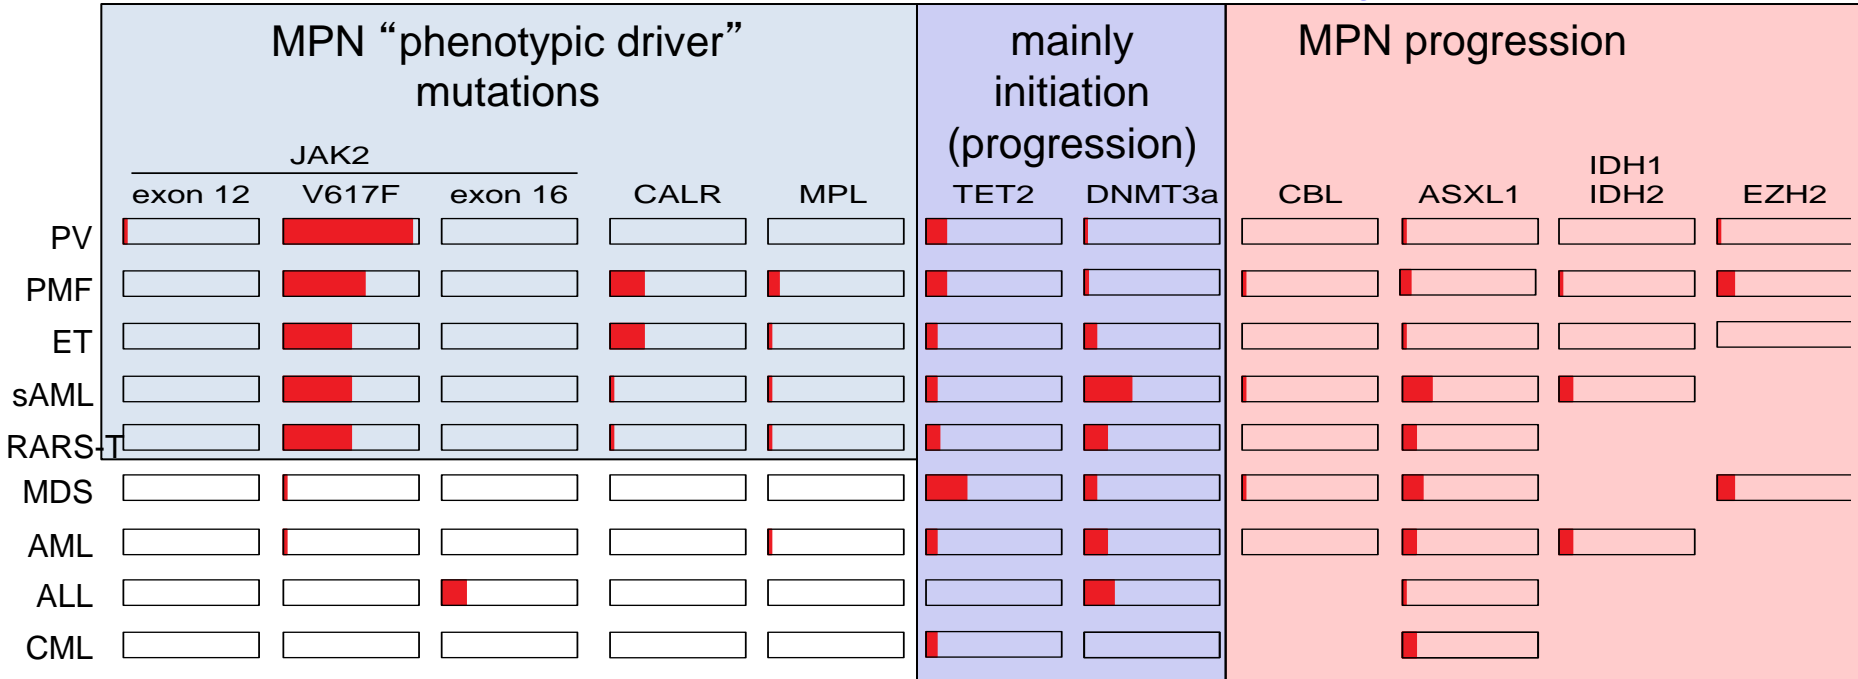 MPN “phenotypic driver”
mutations
mainly
initiation
(progression)
MPN progression
JAK2
exon 12 V617F exon 16 CALR MPL TET2 DNMT3a CBL ASXL1 IDH1 IDH2 EZH2
PV
PMF
ET
sAML
RARS-T
MDS
AML
ALL
CML